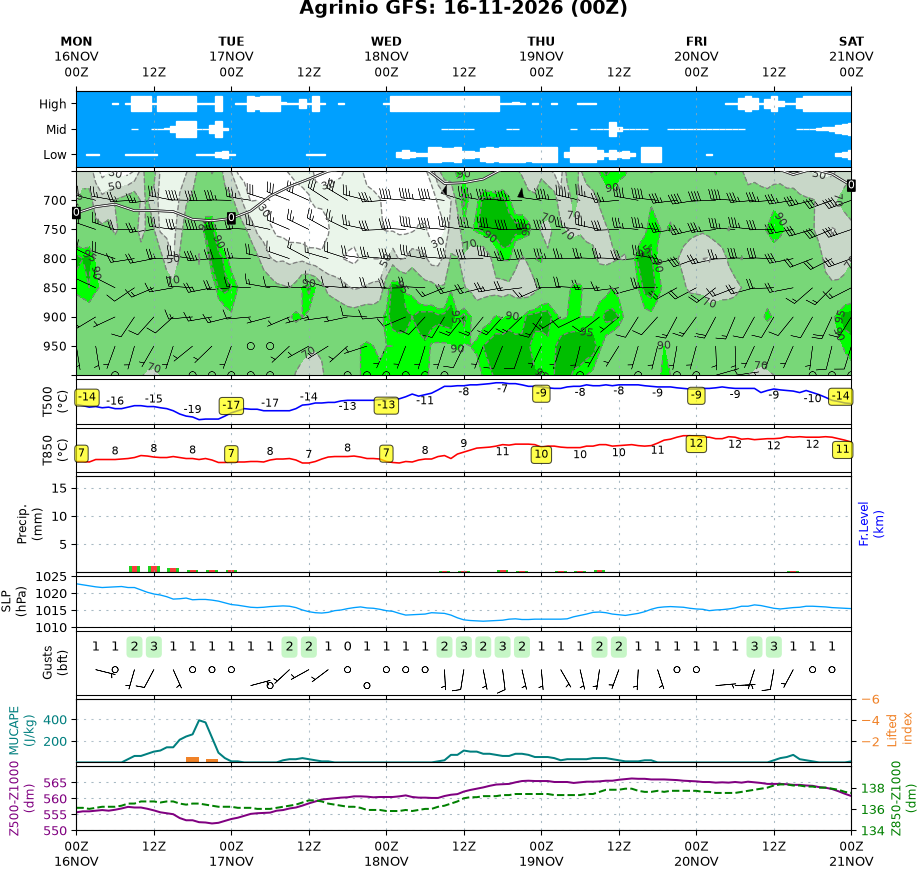 Agrinio GFS: 16-11-2026 (00Z)
MON TUE WED THU FRI SAT
16NOV 17NOV 18NOV 19NOV 20NOV 21NOV
00Z 12Z 00Z 12Z 00Z 12Z 00Z 12Z 00Z 12Z 00Z
High
Mid
Low
700
750
800
850
900
950
0 0 0
T500
(°C)
-14 -16 -15 -19 -17 -17 -14 -13 -13 -11 -8 -7 -9 -8 -8 -9 -9 -9 -9 -10 -14
T850
(°C)
7 8 8 8 7 8 7 8 7 8 9 11 10 10 10 11 12 12 12 12 11
Precip.
(mm)
15
10
5
Fr.Level
(km)
SLP
(hPa)
1025
1020
1015
1010
Gusts
(bft)
1 1 2 3 1 1 1 1 1 1 2 2 1 0 1 1 1 1 2 3 2 3 2 1 1 1 2 2 1 1 1 1 1 1 3 3 1 1 1
MUCAPE
(J/kg)
400
200
−6
−4
−2
Lifted
index
Z500-Z1000
(dm)
565
560
555
550
138
136
134
Z850-Z1000
(dm)
00Z 12Z 00Z 12Z 00Z 12Z 00Z 12Z 00Z 12Z 00Z
16NOV 17NOV 18NOV 19NOV 20NOV 21NOV